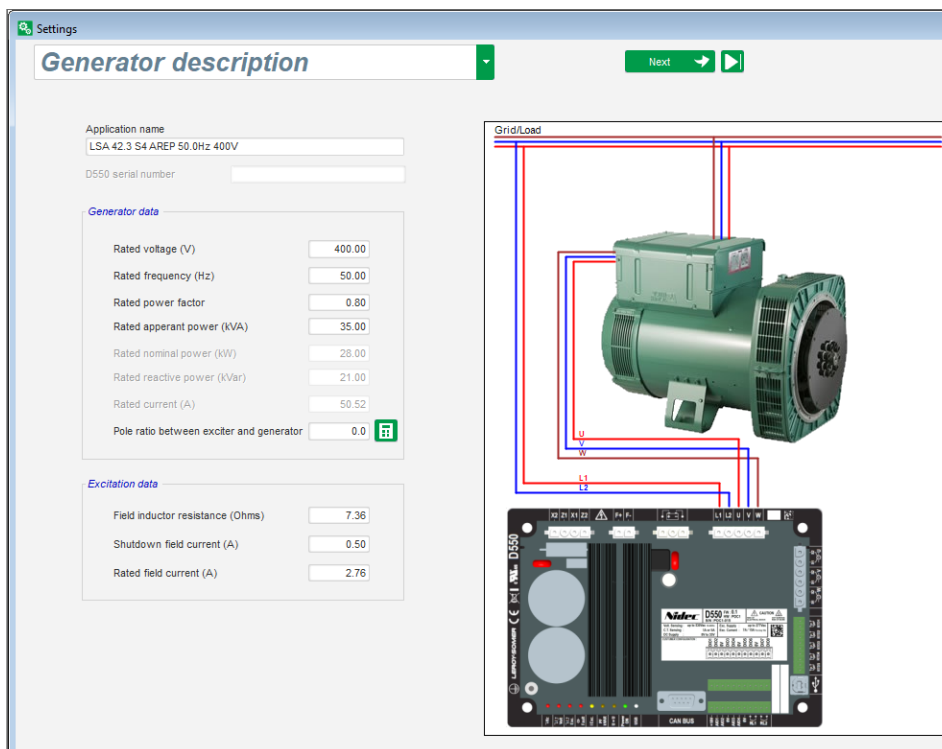 Settings
Generator description
Next
Application name
LSA 42.3 S4 AREP 50.0Hz 400V
D550 serial number
Generator data
Rated voltage (V) 400.00
Rated frequency (Hz) 50.00
Rated power factor 0.80
Rated apperant power (kVA) 35.00
Rated nominal power (kW) 28.00
Rated reactive power (kVar) 21.00
Rated current (A) 50.52
Pole ratio between exciter and generator 0.0
Excitation data
Field inductor resistance (Ohms) 7.36
Shutdown field current (A) 0.50
Rated field current (A) 2.76
Grid/Load
U
V
W
L1
L2
X2 Z1 X1 Z2
F+ F-
L1 L2 U V W
D550
LEROY-SOMER
Nidec
D550
CAUTION
CAN BUS